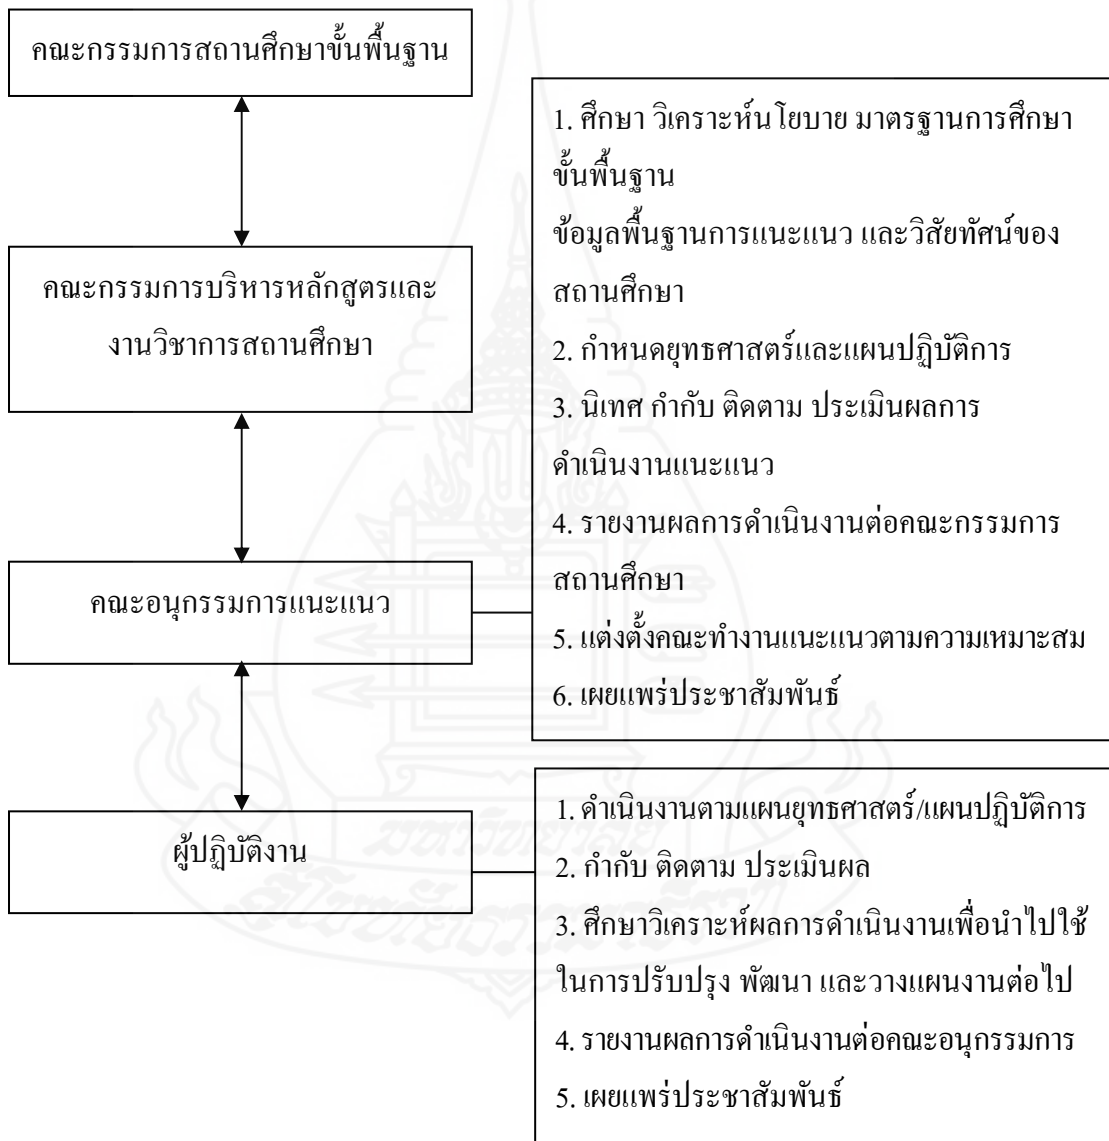 คณะกรรมการสถานศึกษาขั้นพื้นฐาน
คณะกรรมการบริหารหลักสูตรและ
งานวิชาการสถานศึกษา
คณะอนุกรรมการแนะแนว
1. ศึกษา วิเคราะห์นโยบาย มาตรฐานการศึกษา
ขั้นพื้นฐาน
ข้อมูลพื้นฐานการแนะแนว และวิสัยทัศน์ของ
สถานศึกษา
2. กำหนดยุทธศาสตร์และแผนปฏิบัติการ
3. นิเทศ กำกับ ติดตาม ประเมินผลการ
ดำเนินงานแนะแนว
4. รายงานผลการดำเนินงานต่อคณะกรรมการ
สถานศึกษา
5. แต่งตั้งคณะทำงานแนะแนวตามความเหมาะสม
6. เผยแพร่ประชาสัมพันธ์
ผู้ปฏิบัติงาน
1. ดำเนินงานตามแผนยุทธศาสตร์/แผนปฏิบัติการ
2. กำกับ ติดตาม ประเมินผล
3. ศึกษาวิเคราะห์ผลการดำเนินงานเพื่อนำไปใช้
ในการปรับปรุง พัฒนา และวางแผนงานต่อไป
4. รายงานผลการดำเนินงานต่อคณะอนุกรรมการ
5. เผยแพร่ประชาสัมพันธ์
มหาวิทยาลัย
สุโขทัยธรรมาธิราช